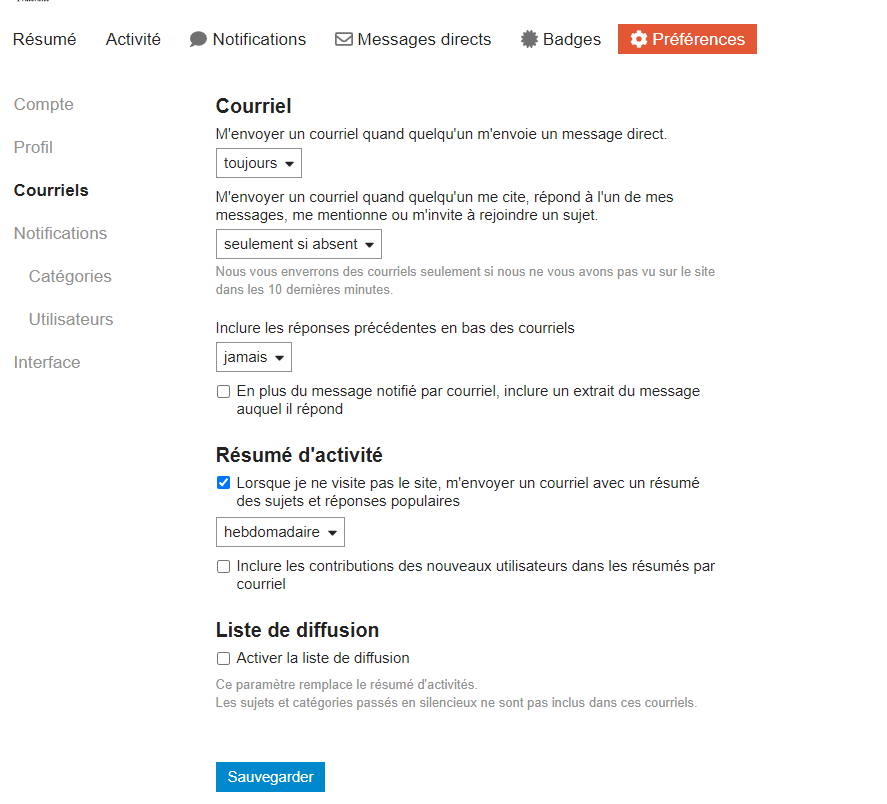 Résumé Activité Notifications Messages directs Badges Préférences
Compte
Profil
Courriels
Notifications
Catégories
Utilisateurs
Interface
Courriel
M'envoyer un courriel quand quelqu'un m'envoie un message direct.
toujours
M'envoyer un courriel quand quelqu'un me cite, répond à l'un de mes
messages, me mentionne ou m'invite à rejoindre un sujet.
seulement si absent
Nous vous enverrons des courriels seulement si nous ne vous avons pas vu sur le site
dans les 10 dernières minutes.
Inclure les réponses précédentes en bas des courriels
jamais
En plus du message notifié par courriel, inclure un extrait du message
auquel il répond
Résumé d'activité
Lorsque je ne visite pas le site, m'envoyer un courriel avec un résumé
des sujets et réponses populaires
hebdomadaire
Inclure les contributions des nouveaux utilisateurs dans les résumés par
courriel
Liste de diffusion
Activer la liste de diffusion
Ce paramètre remplace le résumé d'activités.
Les sujets et catégories passés en silencieux ne sont pas inclus dans ces courriels.
Sauvegarder